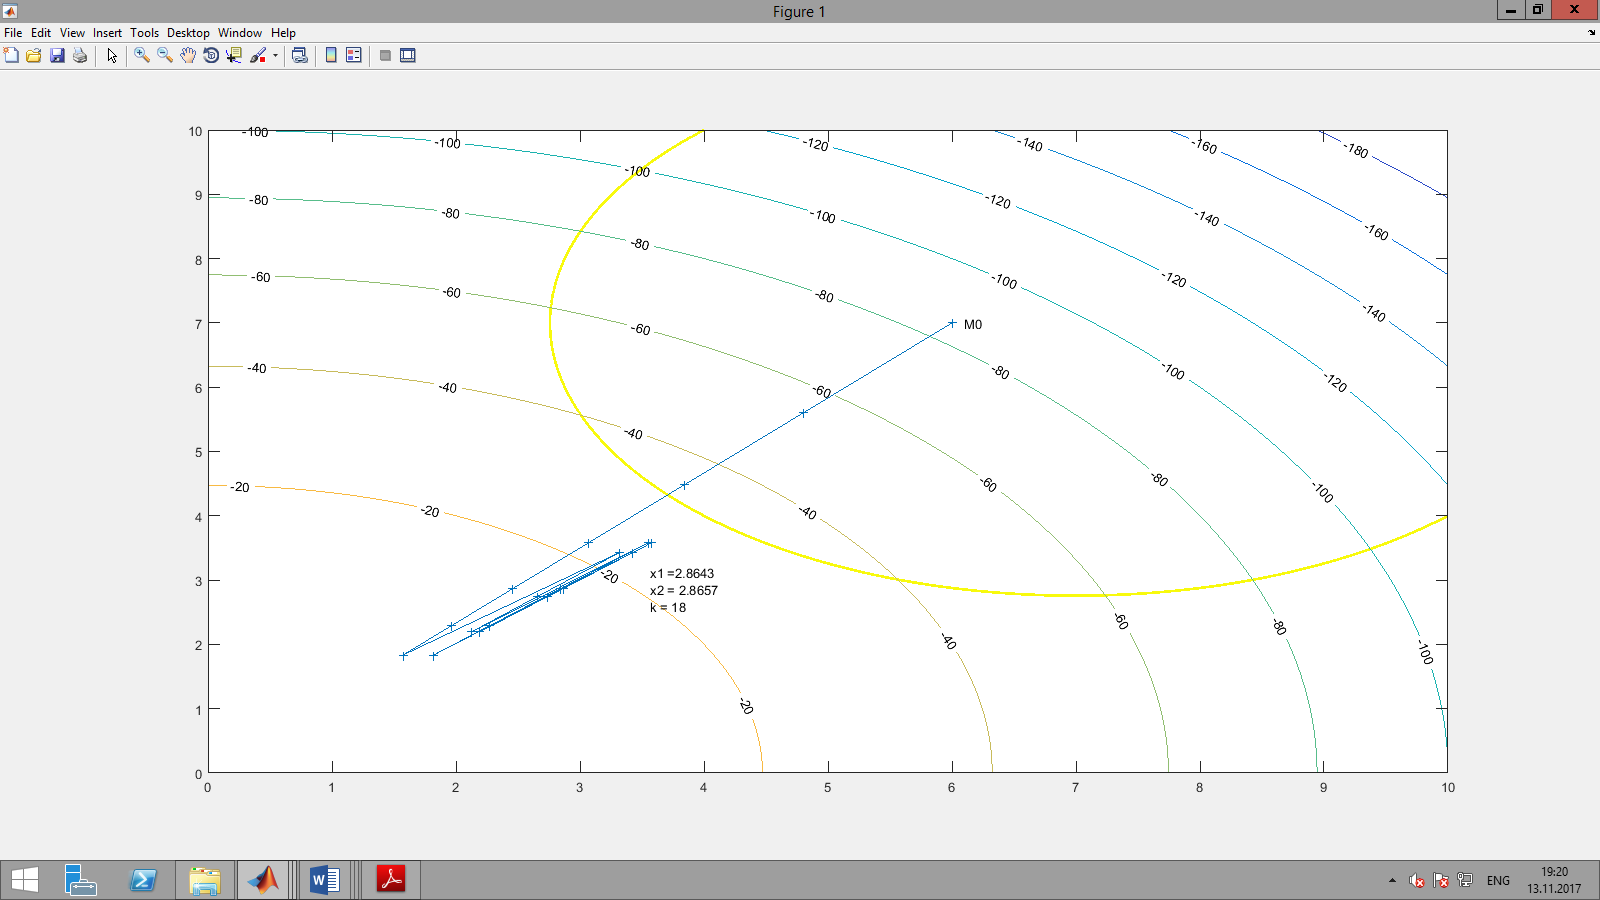 Figure 1
File Edit View Insert Tools Desktop Window Help
10
9
8
7
6
5
4
3
2
1
0
0 1 2 3 4 5 6 7 8 9 10
-100 -100 -100 -100 -100 -100 -100 -100
-120 -120 -120 -120
-140 -140 -140
-160 -160
-180
-80 -80 -80 -80 -80 -80 -80
-60 -60 -60 -60 -60 -60
-40 -40 -40 -40 -40
-20 -20 -20 -20
M0
x1 =2.8643
x2 = 2.8657
k = 18
ENG
19:20
13.11.2017